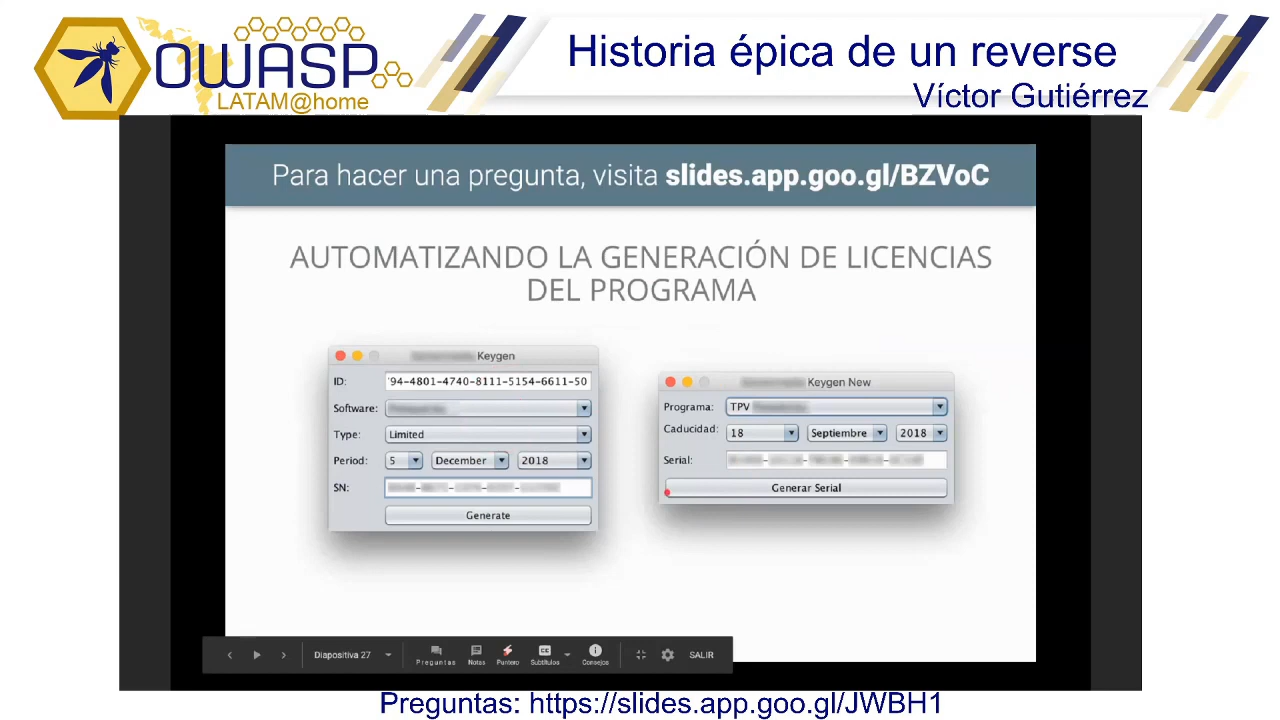 OWASP
LATAM@home
Historia épica de un reverse
Víctor Gutiérrez
Para hacer una pregunta, visita slides.app.goo.gl/BZVoC
AUTOMATIZANDO LA GENERACIÓN DE LICENCIAS
DEL PROGRAMA
Keygen
ID: '94-4801-4740-8111-5154-6611-50
Software:
Type: Limited
Period: 5 December 2018
SN:
Generate
Keygen New
Programa: TPV
Caducidad: 18 Septiembre 2018
Serial:
Generar Serial
Diapositiva 27
Preguntas
Notas
Puntero
CC
Subtítulos
Consejos
SALIR
Preguntas: https://slides.app.goo.gl/JWBH1